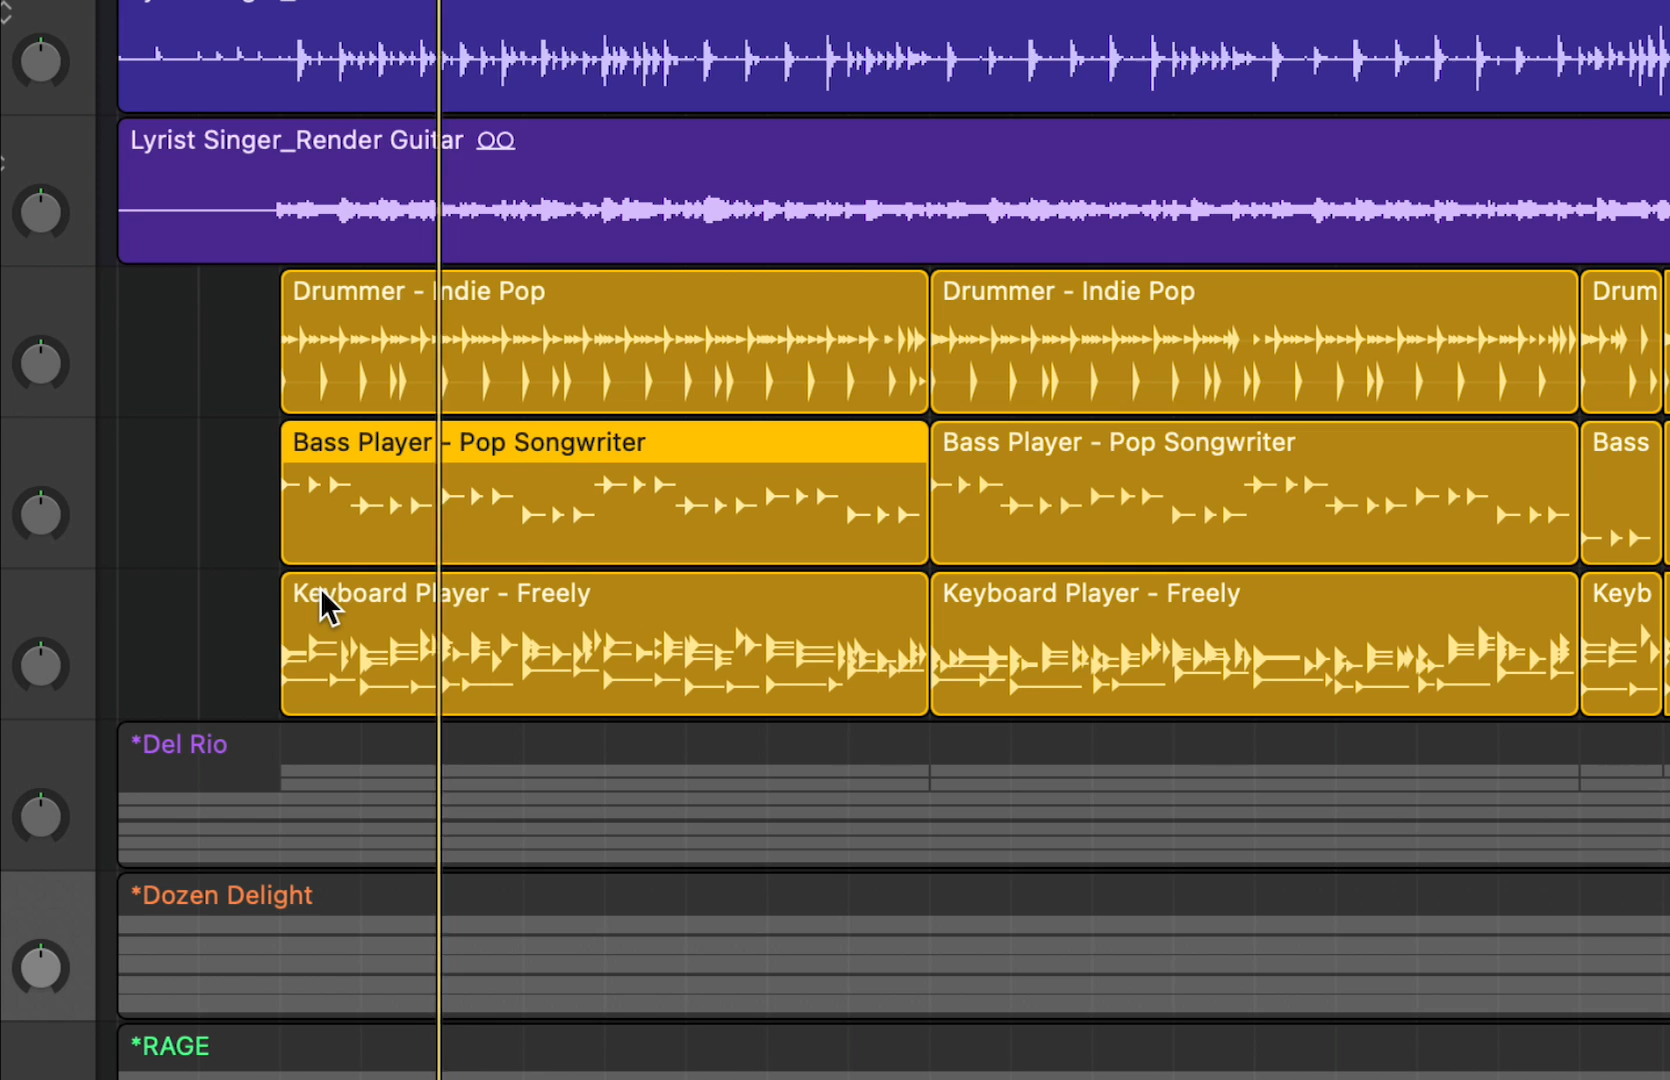 Lyrist Singer_Render Guitar
Drummer - Indie Pop
Drummer - Indie Pop
Drum
Bass Player - Pop Songwriter
Bass Player - Pop Songwriter
Bass
Keyboard Player - Freely
Keyboard Player - Freely
Keyb
*Del Rio
*Dozen Delight
*RAGE